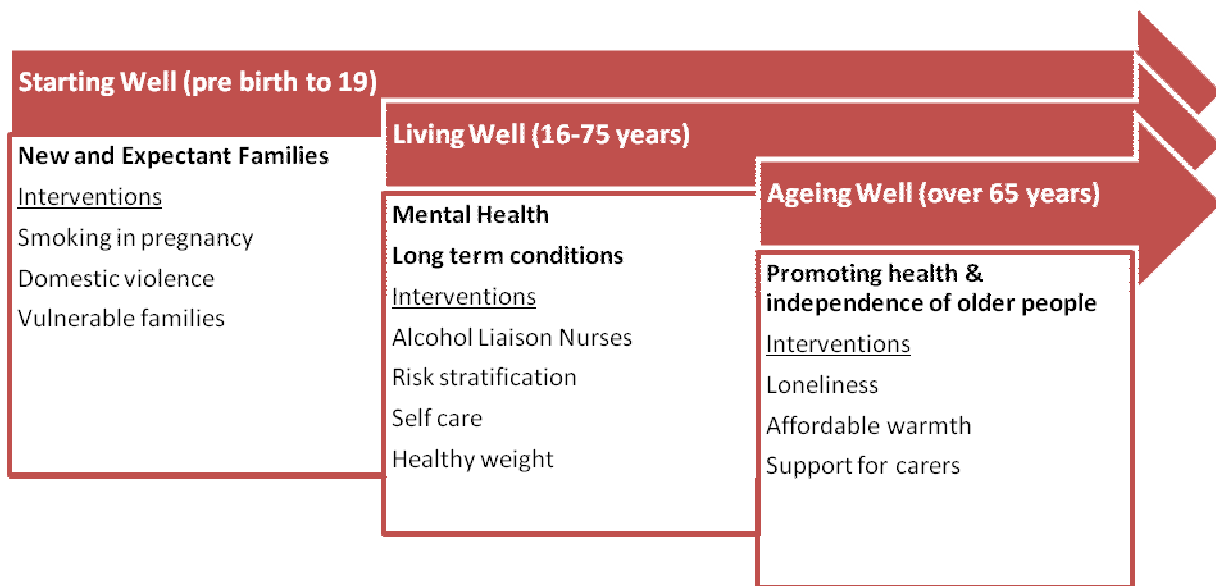 Starting Well (pre birth to 19)
New and Expectant Families
Interventions
Smoking in pregnancy
Domestic violence
Vulnerable families
Living Well (16-75 years)
Mental Health
Long term conditions
Interventions
Alcohol Liaison Nurses
Risk stratification
Self care
Healthy weight
Ageing Well (over 65 years)
Promoting health &
independence of older people
Interventions
Loneliness
Affordable warmth
Support for carers